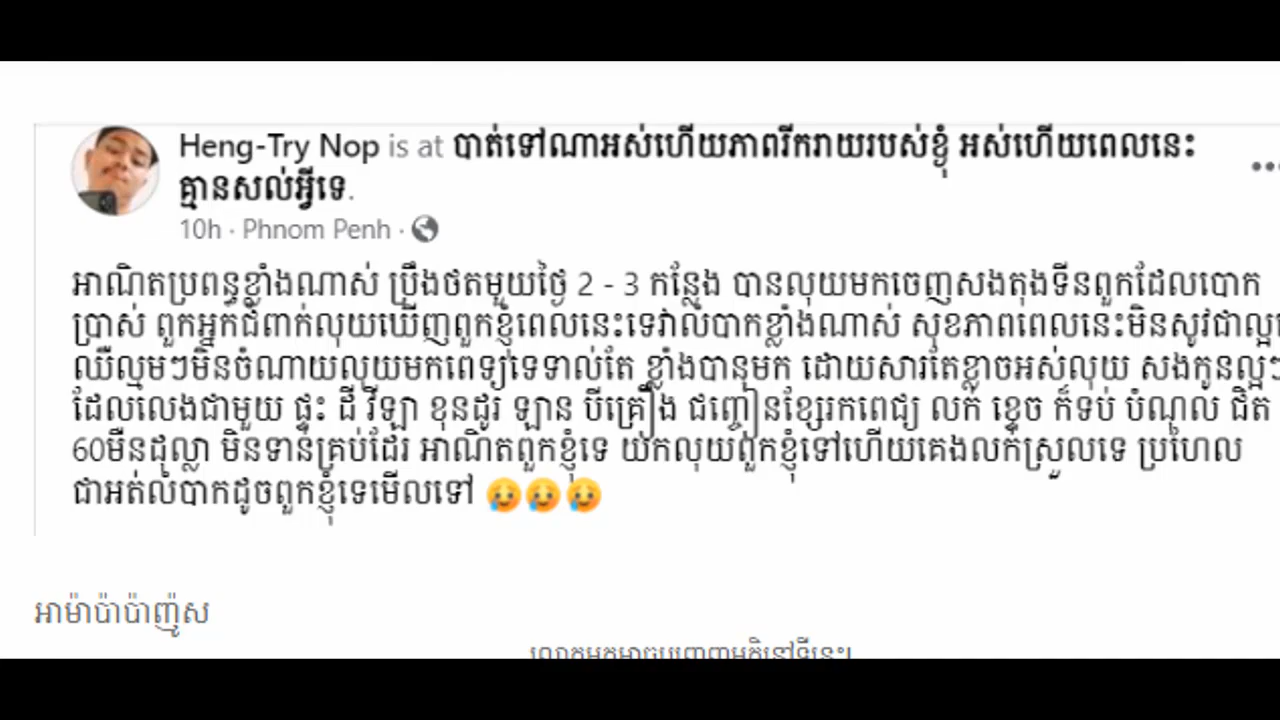 Heng-Try Nop is at បាត់ទៅណាអស់ហើយភាពរីករាយរបស់ខ្ញុំ អស់ហើយពេលនេះ
គ្មានសល់អ្វីទេ.
10h · Phnom Penh ·
អាណិតប្រពន្ធខ្លាំងណាស់ ប្រឹងថតមួយថ្ងៃ 2 - 3 កន្លែង បានលុយមកចេញសងតុងទីនពួកដែលបោក
ប្រាស់ ពួកអ្នកជំពាក់លុយឃើញពួកខ្ញុំពេលនេះទេវាលំបាកខ្លាំងណាស់ សុខភាពពេលនេះមិនសូវជាល្អ
ឈឺល្មមៗមិនចំណាយលុយមកពេទ្យទេទាល់តែ ខ្លាំងបានមក ដោយសារតែខ្លាចអស់លុយ សងកូនល្អៗ
ដែលលេងជាមួយ ផ្ទះ ដី វីឡា ខុនដូរ ឡាន បីគ្រឿង ជញ្ចៀនខ្សែរកពេជ្យ លក់ ខ្ទេច ក៏ទប់ បំណុល ជិត
60មឺនដុល្លា មិនទាន់គ្រប់ដែរ អាណិតពួកខ្ញុំទេ យកលុយពួកខ្ញុំទៅហើយគេងលក់ស្រួលទេ ប្រហែល
ជាអត់លំបាកដូចពួកខ្ញុំទេមើលទៅ 😥😥😥
អាម៉ាប៉ាប៉ាញ៉ូស